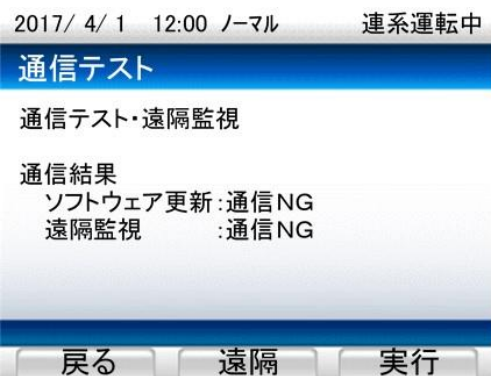 2017/ 4/ 1 12:00 ノーマル 連系運転中
通信テスト
通信テスト・遠隔監視
通信結果
ソフトウェア更新:通信NG
遠隔監視 :通信NG
戻る 遠隔 実行